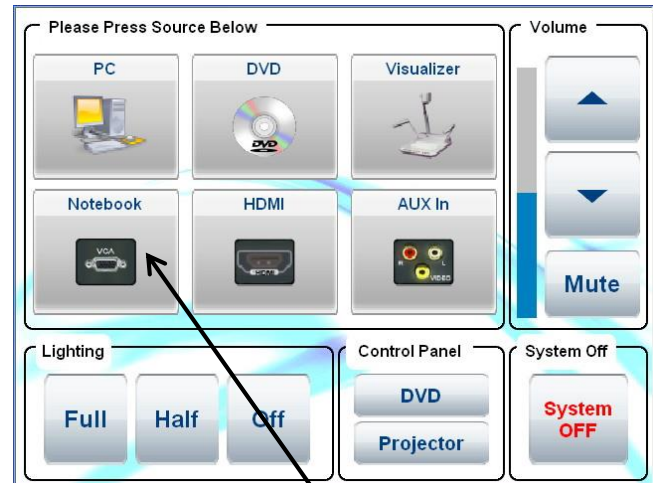 Please Press Source Below
Volume
PC
DVD
Visualizer
DVD
Notebook
HDMI
AUX In
VGA
HDMI
R
L
VIDEO
Mute
Lighting
Control Panel
System Off
Full
Half
Off
DVD
Projector
System
OFF